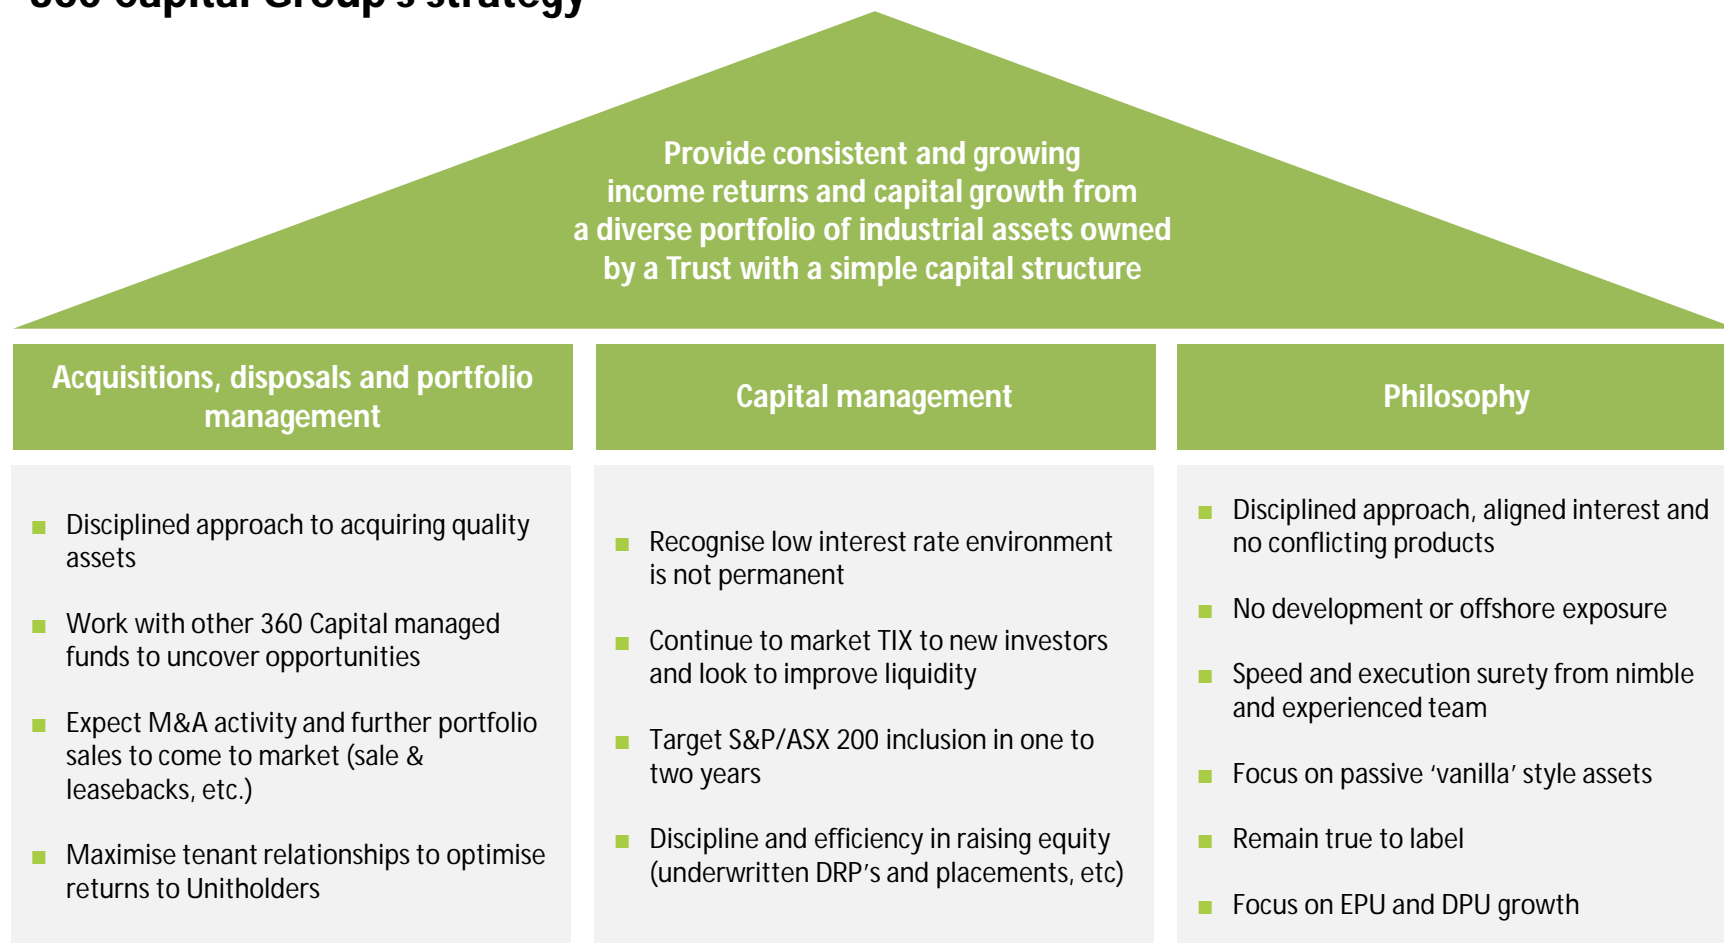 360 Capital Group's strategy
Provide consistent and growing
income returns and capital growth from
a diverse portfolio of industrial assets owned
by a Trust with a simple capital structure
Acquisitions, disposals and portfolio
management
■ Disciplined approach to acquiring quality
assets
■ Work with other 360 Capital managed
funds to uncover opportunities
■ Expect M&A activity and further portfolio
sales to come to market (sale &
leasebacks, etc.)
■ Maximise tenant relationships to optimise
returns to Unitholders
Capital management
■ Recognise low interest rate environment
is not permanent
■ Continue to market TIX to new investors
and look to improve liquidity
■ Target S&P/ASX 200 inclusion in one to
two years
■ Discipline and efficiency in raising equity
(underwritten DRP's and placements, etc)
Philosophy
■ Disciplined approach, aligned interest and
no conflicting products
■ No development or offshore exposure
■ Speed and execution surety from nimble
and experienced team
■ Focus on passive ‘vanilla’ style assets
■ Remain true to label
■ Focus on EPU and DPU growth